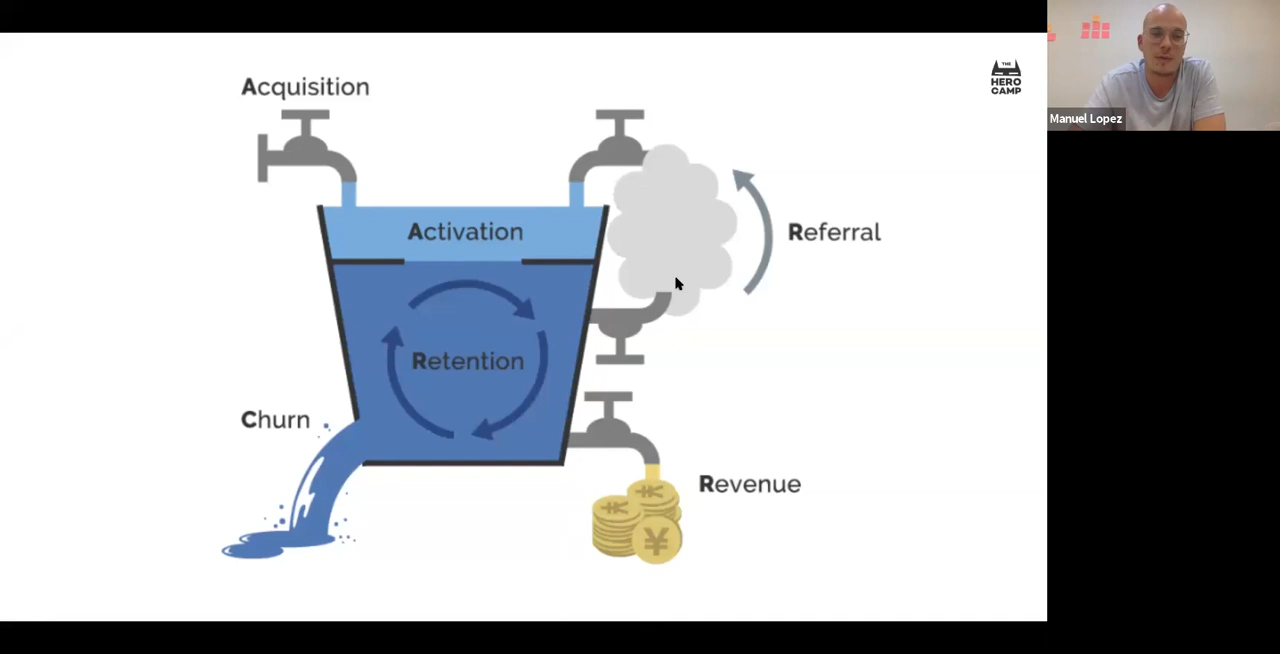 Acquisition
THE
HERO
CAMP
Manuel Lopez
Activation
Referral
Retention
Churn
Revenue
¥